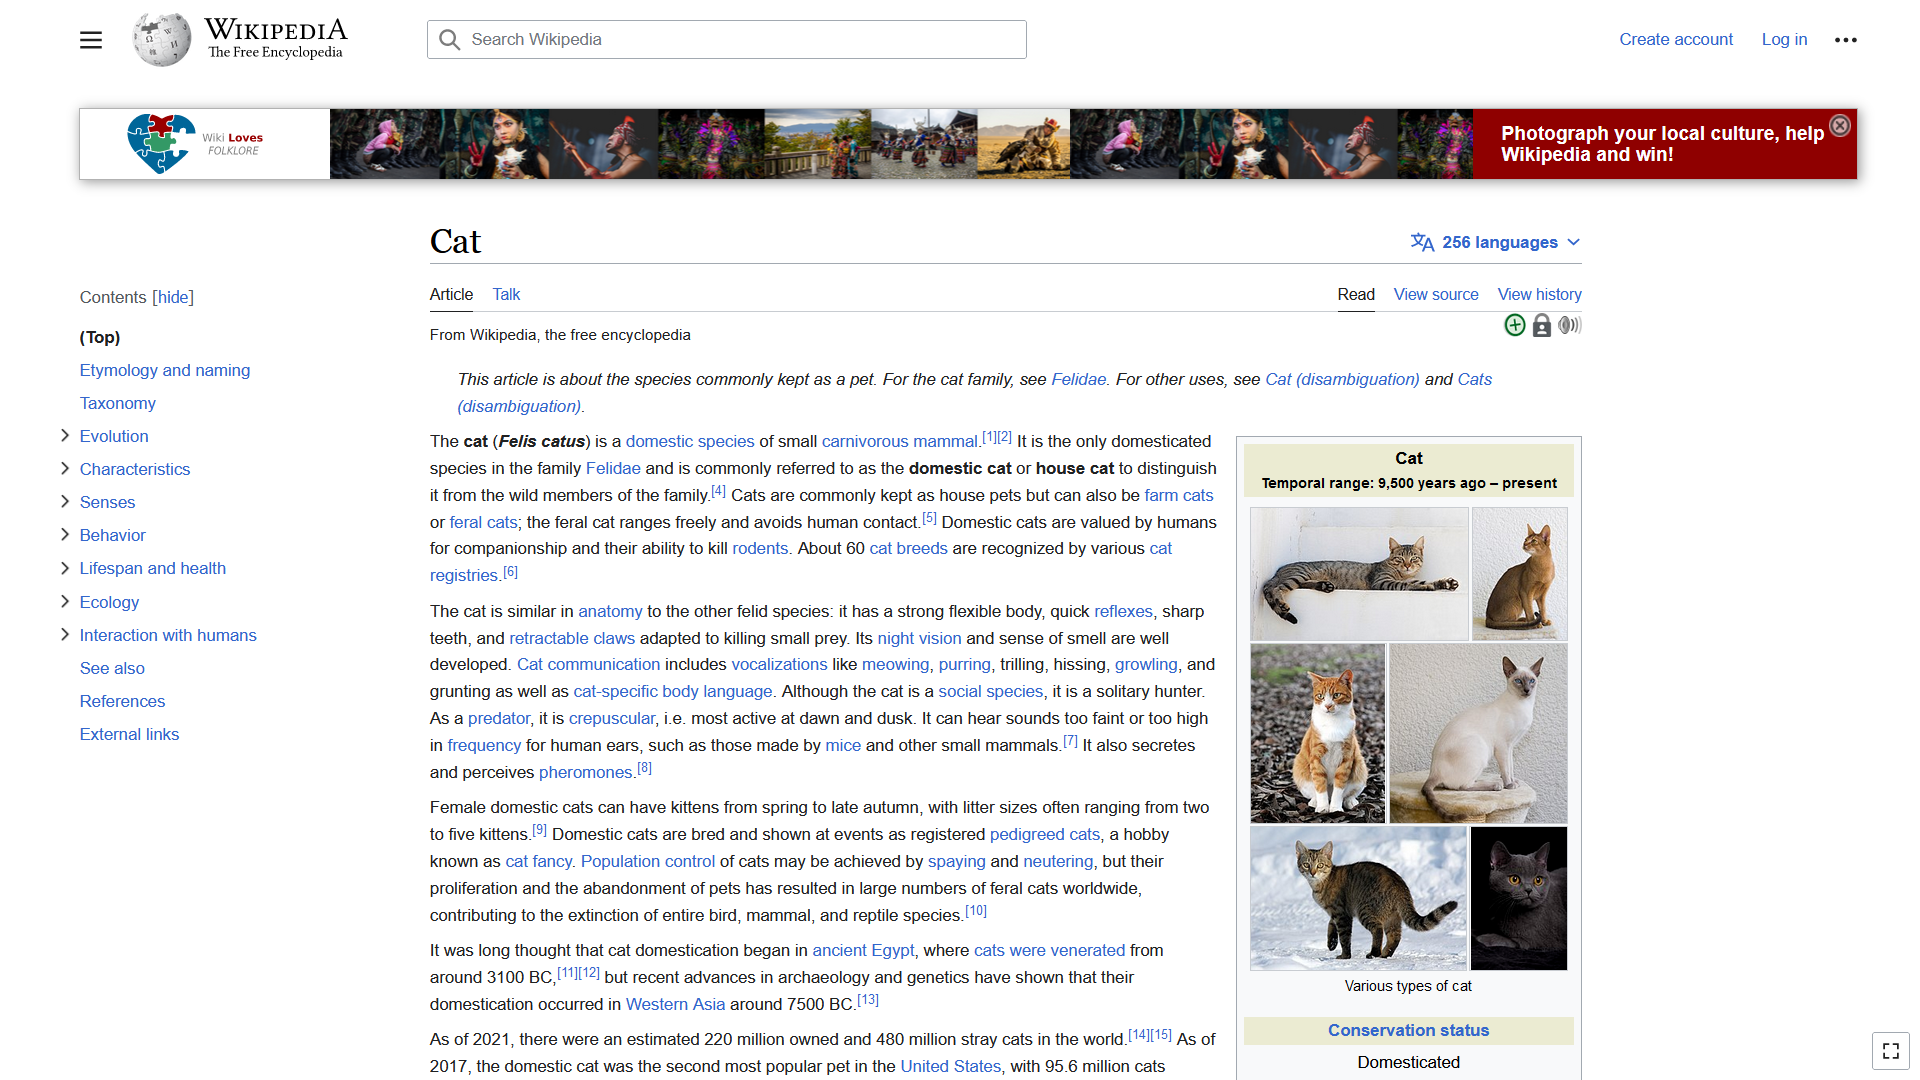 WIKIPEDIA
The Free Encyclopedia
Search Wikipedia
Create account
Log in
Wiki Loves
FOLKLORE
Photograph your local culture, help
Wikipedia and win!
Cat
256 languages
Contents [hide]
(Top)
Etymology and naming
Taxonomy
Evolution
Characteristics
Senses
Behavior
Lifespan and health
Ecology
Interaction with humans
See also
References
External links
Article
Talk
Read
View source
View history
From Wikipedia, the free encyclopedia
This article is about the species commonly kept as a pet. For the cat family, see Felidae. For other uses, see Cat (disambiguation) and Cats
(disambiguation).
The cat (Felis catus) is a domestic species of small carnivorous mammal.[1][2] It is the only domesticated
species in the family Felidae and is commonly referred to as the domestic cat or house cat to distinguish
it from the wild members of the family.[4] Cats are commonly kept as house pets but can also be farm cats
or feral cats; the feral cat ranges freely and avoids human contact.[5] Domestic cats are valued by humans
for companionship and their ability to kill rodents. About 60 cat breeds are recognized by various cat
registries.[6]
The cat is similar in anatomy to the other felid species: it has a strong flexible body, quick reflexes, sharp
teeth, and retractable claws adapted to killing small prey. Its night vision and sense of smell are well
developed. Cat communication includes vocalizations like meowing, purring, trilling, hissing, growling, and
grunting as well as cat-specific body language. Although the cat is a social species, it is a solitary hunter.
As a predator, it is crepuscular, i.e. most active at dawn and dusk. It can hear sounds too faint or too high
in frequency for human ears, such as those made by mice and other small mammals.[7] It also secretes
and perceives pheromones.[8]
Female domestic cats can have kittens from spring to late autumn, with litter sizes often ranging from two
to five kittens.[9] Domestic cats are bred and shown at events as registered pedigreed cats, a hobby
known as cat fancy. Population control of cats may be achieved by spaying and neutering, but their
proliferation and the abandonment of pets has resulted in large numbers of feral cats worldwide,
contributing to the extinction of entire bird, mammal, and reptile species.[10]
It was long thought that cat domestication began in ancient Egypt, where cats were venerated from
around 3100 BC,[11][12] but recent advances in archaeology and genetics have shown that their
domestication occurred in Western Asia around 7500 BC.[13]
As of 2021, there were an estimated 220 million owned and 480 million stray cats in the world.[14][15] As of
2017, the domestic cat was the second most popular pet in the United States, with 95.6 million cats
Cat
Temporal range: 9,500 years ago – present
Various types of cat
Conservation status
Domesticated